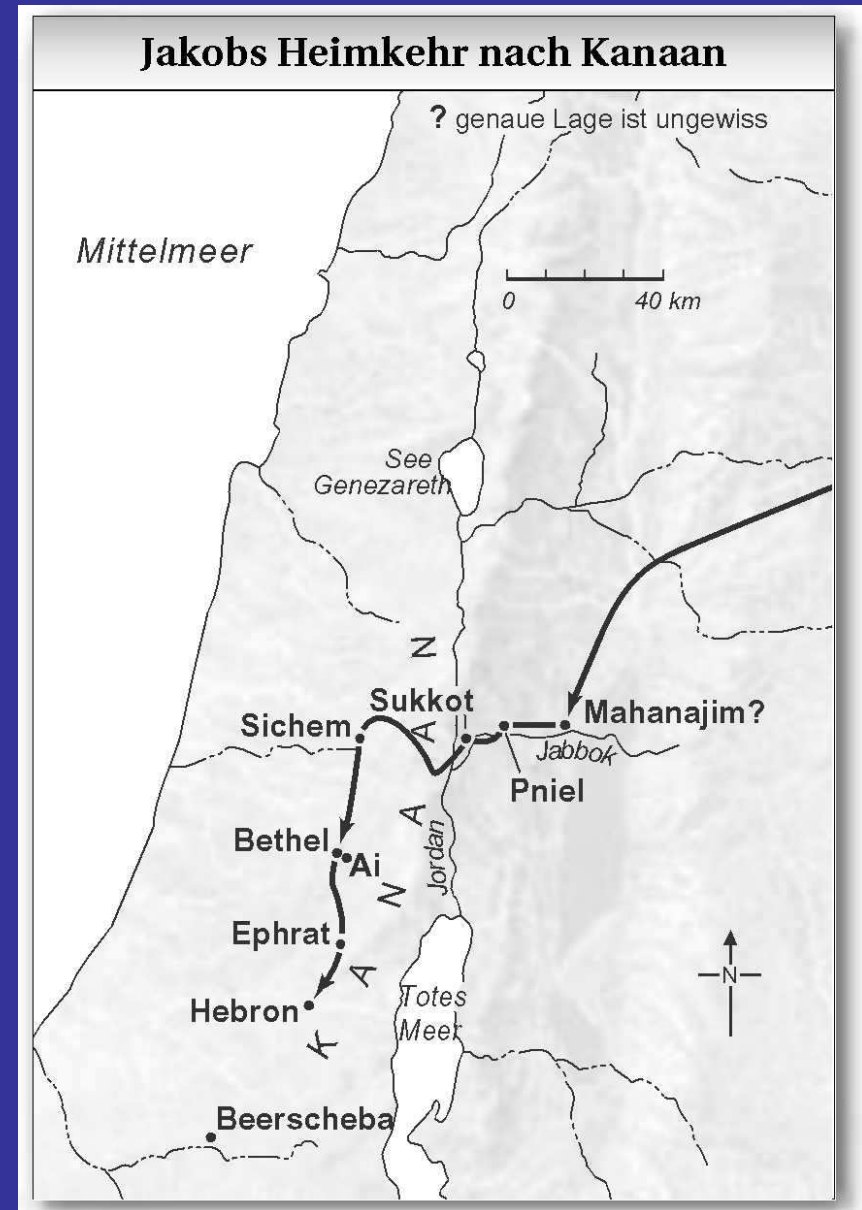 Jakobs Heimkehr nach Kanaan
? genaue Lage ist ungewiss
Mittelmeer
0 40 km
See
Genezareth
Sukkot
Mahanajim?
Sichem
Jabbok
Pniel
Bethel
Ai
Jordan
Ephrat
N
Hebron
Totes
Meer
KANAAN
Beerscheba